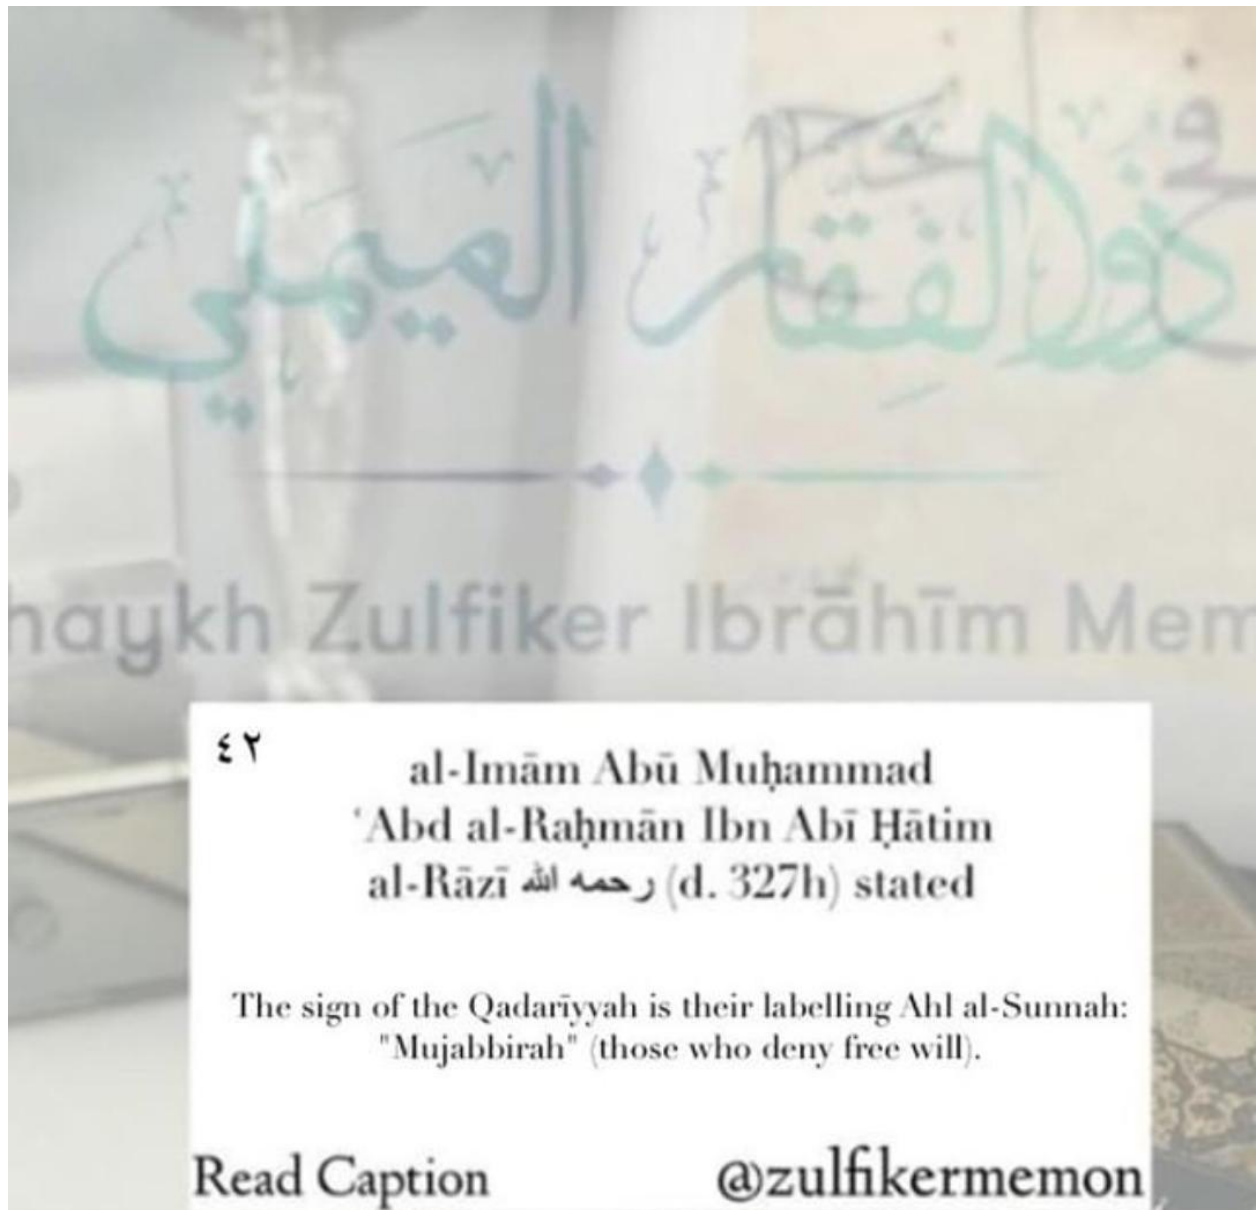 ذوالفقار الميمني
haykh Zulfiker Ibrāhīm Mem
٤٢
al-Imām Abū Muḥammad
ʿAbd al-Raḥmān Ibn Abī Ḥātim
al-Rāzī رحمه الله (d. 327h) stated
The sign of the Qadarīyyah is their labelling Ahl al-Sunnah:
"Mujabbirah" (those who deny free will).
Read Caption
@zulfikermemon